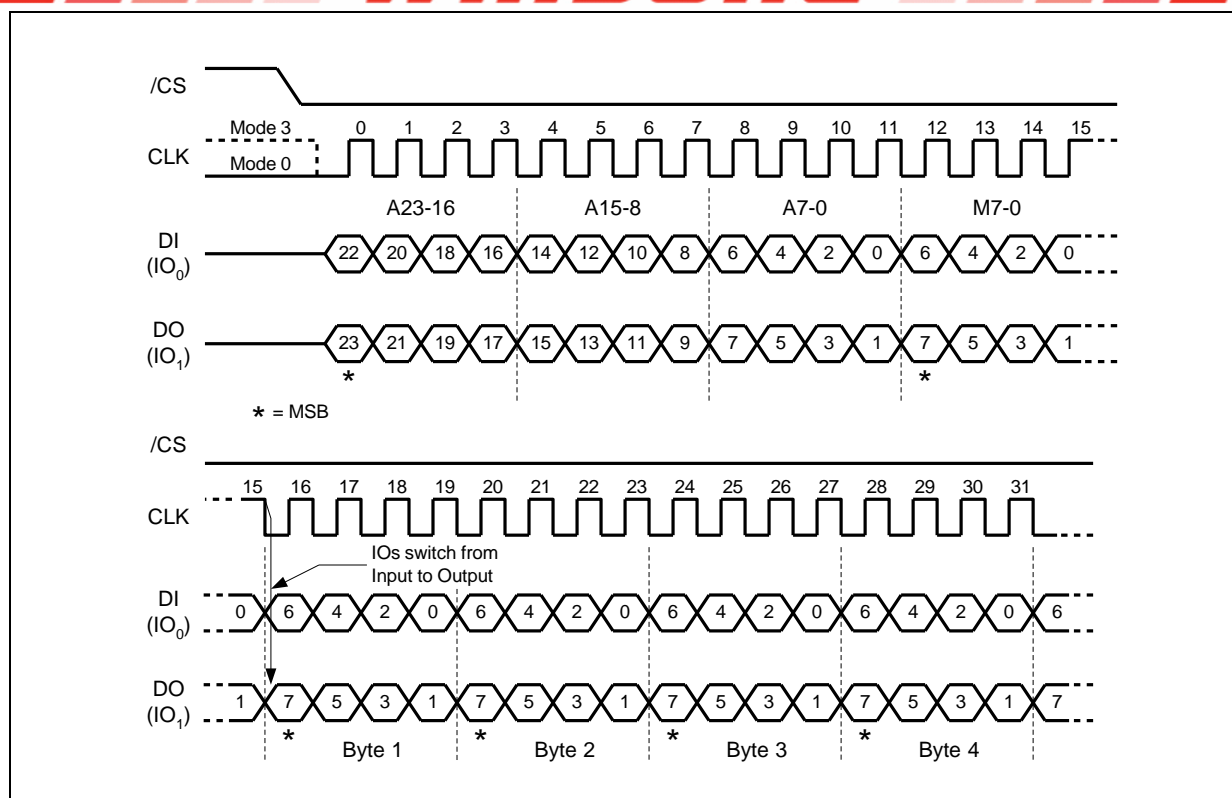 /CS
Mode 3 0 1 2 3 4 5 6 7 8 9 10 11 12 13 14 15
CLK
Mode 0
A23-16 A15-8 A7-0 M7-0
DI (IO0) 22 20 18 16 14 12 10 8 6 4 2 0 6 4 2 0
DO (IO1) 23 21 19 17 15 13 11 9 7 5 3 1 7 5 3 1
* *
* = MSB
/CS
15 16 17 18 19 20 21 22 23 24 25 26 27 28 29 30 31
CLK
IOs switch from
Input to Output
DI (IO0) 0 6 4 2 0 6 4 2 0 6 4 2 0 6 4 2 0 6
DO (IO1) 1 7 5 3 1 7 5 3 1 7 5 3 1 7 5 3 1 7
* * * *
Byte 1 Byte 2 Byte 3 Byte 4